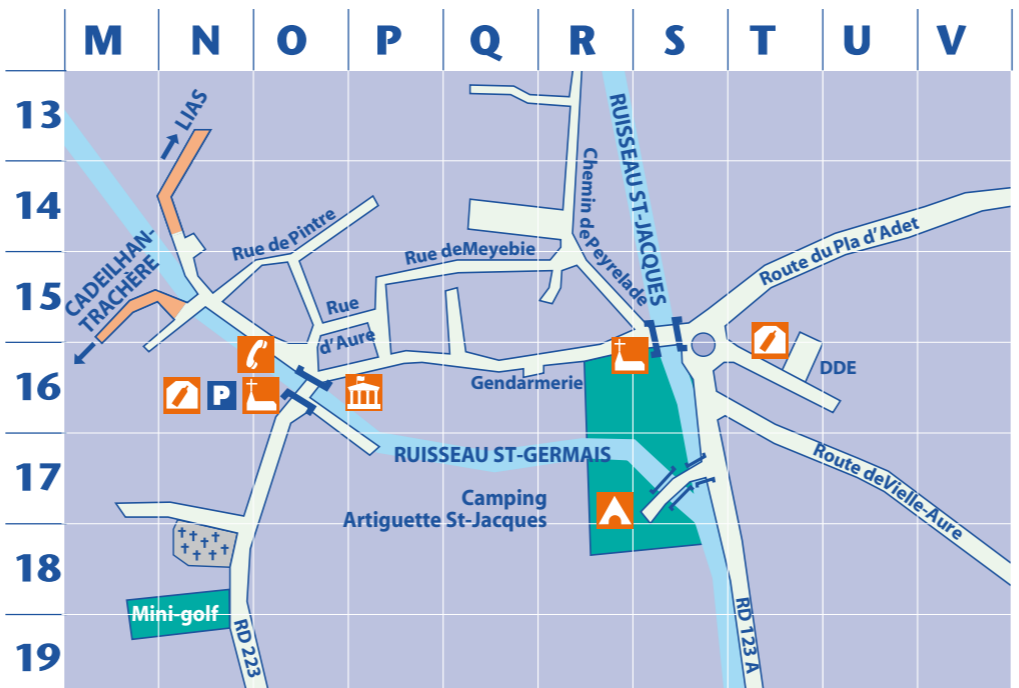 M N O P Q R S T U V
13
14
15
16
17
18
19
LIAS
RUISSEAU ST-JACQUES
Chemin de Peyrelade
Rue de Pintre
Rue deMeyebie
Route du Pla d'Adet
CADEILHAN-
TRACHÈRE
Rue
d'Aure
DDE
Gendarmerie
P
RUISSEAU ST-GERMAIS
Route deVielle-Aure
Camping
Artiguette St-Jacques
Mini-golf
RD 223
RD 123 A